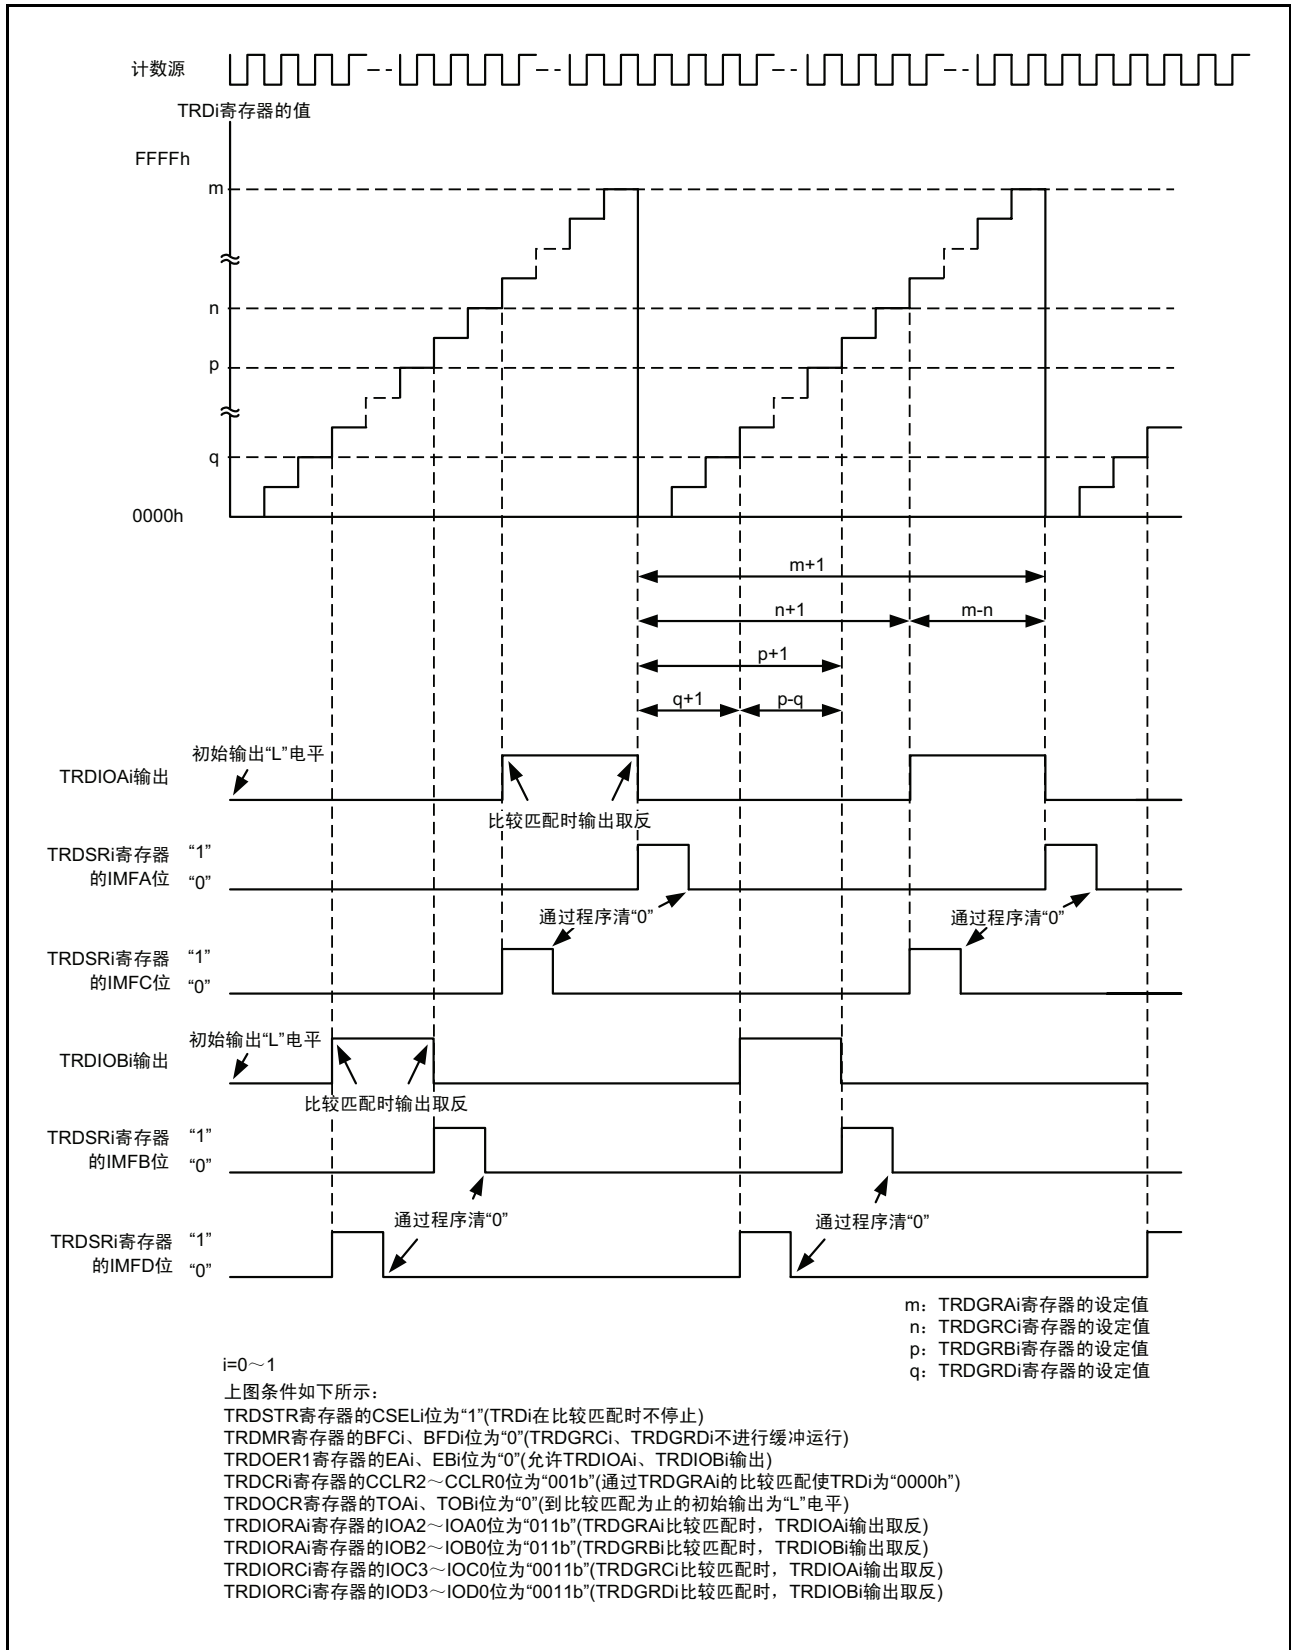 计数源
TRDi寄存器的值
FFFFh
m
n
p
q
0000h
m+1
n+1
m-n
p+1
q+1
p-q
初始输出“L”电平
TRDIOAi输出
比较匹配时输出取反
TRDSRi寄存器
的IMFA位
“1”
“0”
通过程序清“0”
通过程序清“0”
TRDSRi寄存器
的IMFC位
“1”
“0”
初始输出“L”电平
TRDIOBi输出
比较匹配时输出取反
TRDSRi寄存器
的IMFB位
“1”
“0”
通过程序清“0”
通过程序清“0”
TRDSRi寄存器
的IMFD位
“1”
“0”
m：TRDGRAi寄存器的设定值
n：TRDGRCi寄存器的设定值
p：TRDGRBi寄存器的设定值
q：TRDGRDi寄存器的设定值
i=0～1
上图条件如下所示：
TRDSTR寄存器的CSELi位为“1”(TRDi在比较匹配时不停止)
TRDMR寄存器的BFCi、BFDi位为“0”(TRDGRCi、TRDGRDi不进行缓冲运行)
TRDOER1寄存器的EAi、EBi位为“0”(允许TRDIOAi、TRDIOBi输出)
TRDCRi寄存器的CCLR2～CCLR0位为“001b”(通过TRDGRAi的比较匹配使TRDi为“0000h”)
TRDOCR寄存器的TOAi、TOBi位为“0”(到比较匹配为止的初始输出为“L”电平)
TRDIORAi寄存器的IOA2～IOA0位为“011b”(TRDGRAi比较匹配时，TRDIOAi输出取反)
TRDIORAi寄存器的IOB2～IOB0位为“011b”(TRDGRBi比较匹配时，TRDIOBi输出取反)
TRDIORCi寄存器的IOC3～IOC0位为“0011b”(TRDGRCi比较匹配时，TRDIOAi输出取反)
TRDIORCi寄存器的IOD3～IOD0位为“0011b”(TRDGRDi比较匹配时，TRDIOBi输出取反)